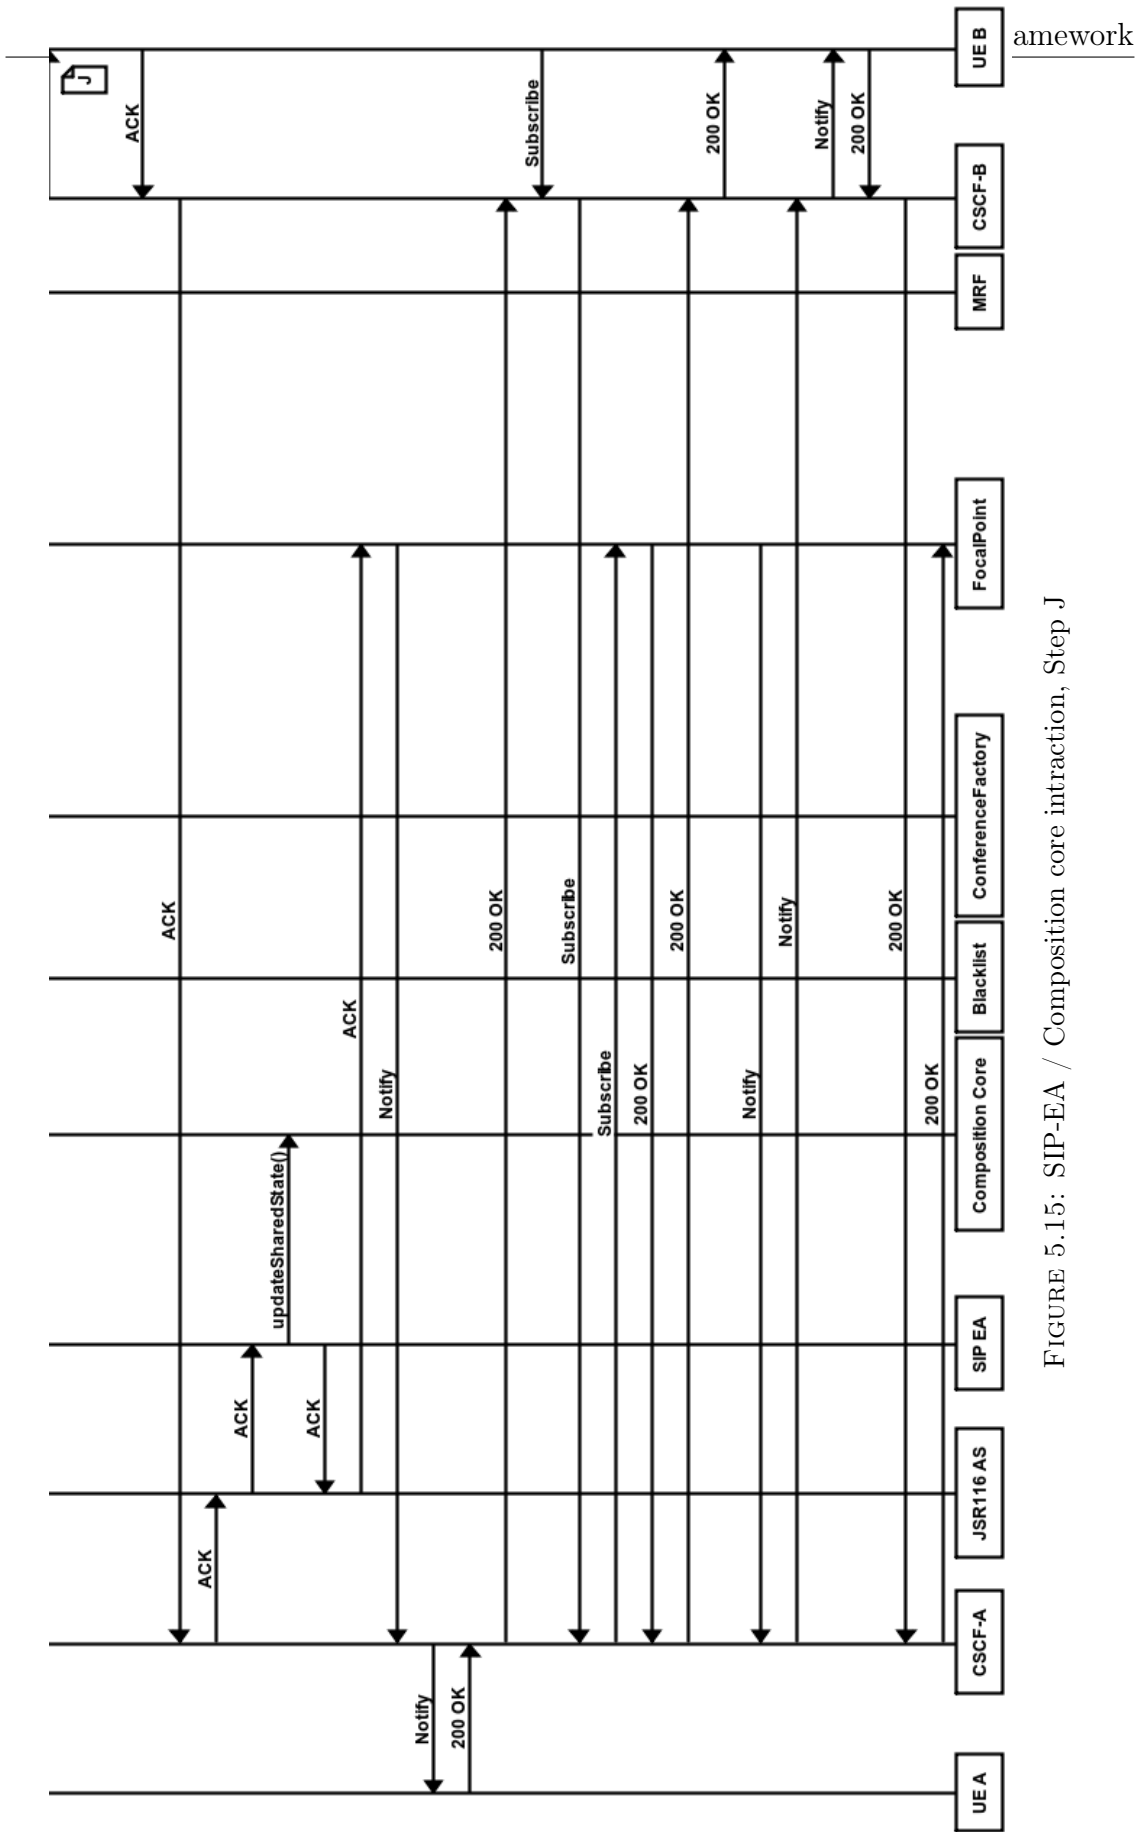 amework
J
ACK
ACK
ACK
ACK
updateSharedState()
ACK
ACK
Notify
Notify
200 OK
200 OK
Subscribe
Subscribe
Subscribe
200 OK
200 OK
200 OK
Notify
Notify
Notify
200 OK
200 OK
200 OK
UE A
CSCF-A
JSR116 AS
SIP EA
Composition Core
Blacklist
ConferenceFactory
FocalPoint
MRF
CSCF-B
UE B
FIGURE 5.15: SIP-EA / Composition core intraction, Step J